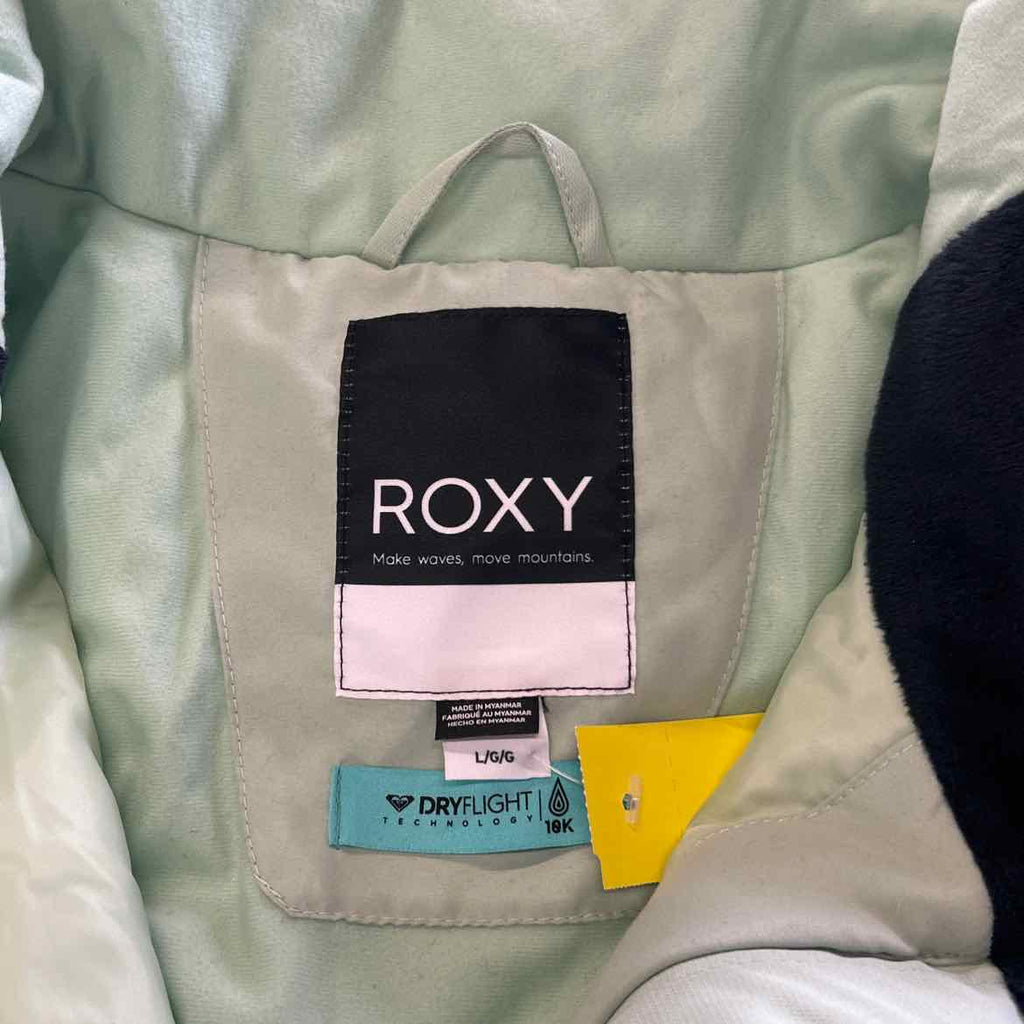 ROXY
Make waves, move mountains.
MADE IN MYANMAR
FABRIQUÉ AU MYANMAR
HECHO EN MYANMAR
L/G/G
DRYFLIGHT
TECHNOLOGY
10K